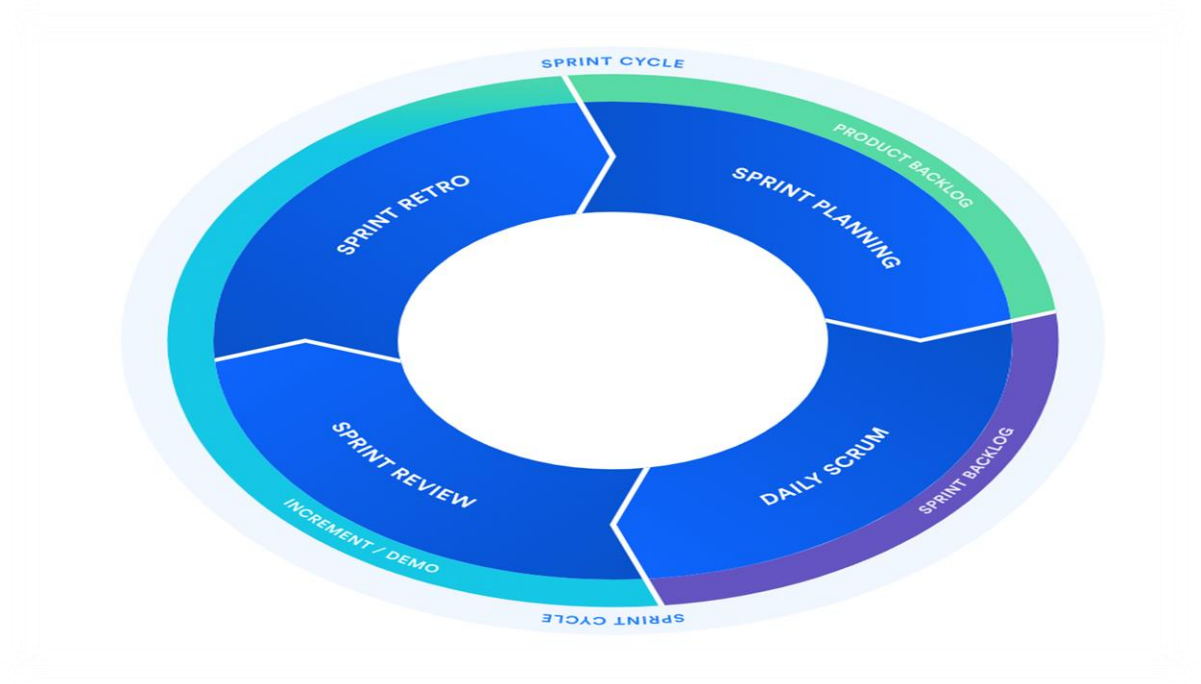 SPRINT CYCLE
PRODUCT BACKLOG
SPRINT PLANNING
SPRINT RETRO
DAILY SCRUM
SPRINT BACKLOG
SPRINT REVIEW
INCREMENT / DEMO
SPRINT CYCLE